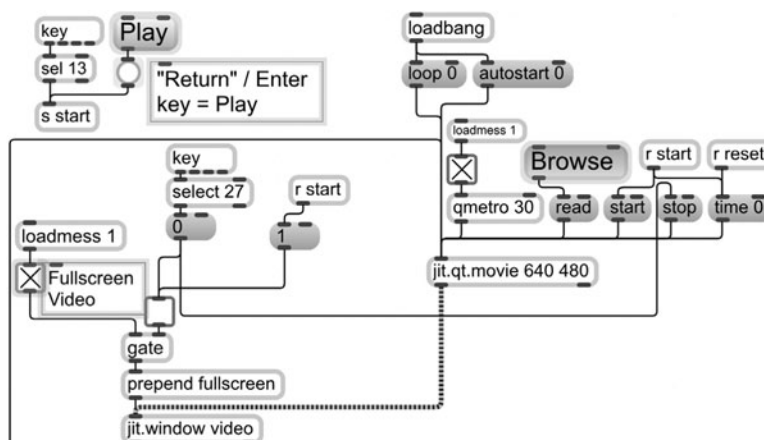 key
Play
sel 13
"Return" / Enter
key = Play
s start
loadbang
loop 0
autostart 0
loadmess 1
Browse
r start
r reset
qmetro 30
read
start
stop
time 0
key
select 27
r start
0
1
loadmess 1
Fullscreen
Video
jit.qt.movie 640 480
gate
prepend fullscreen
jit.window video